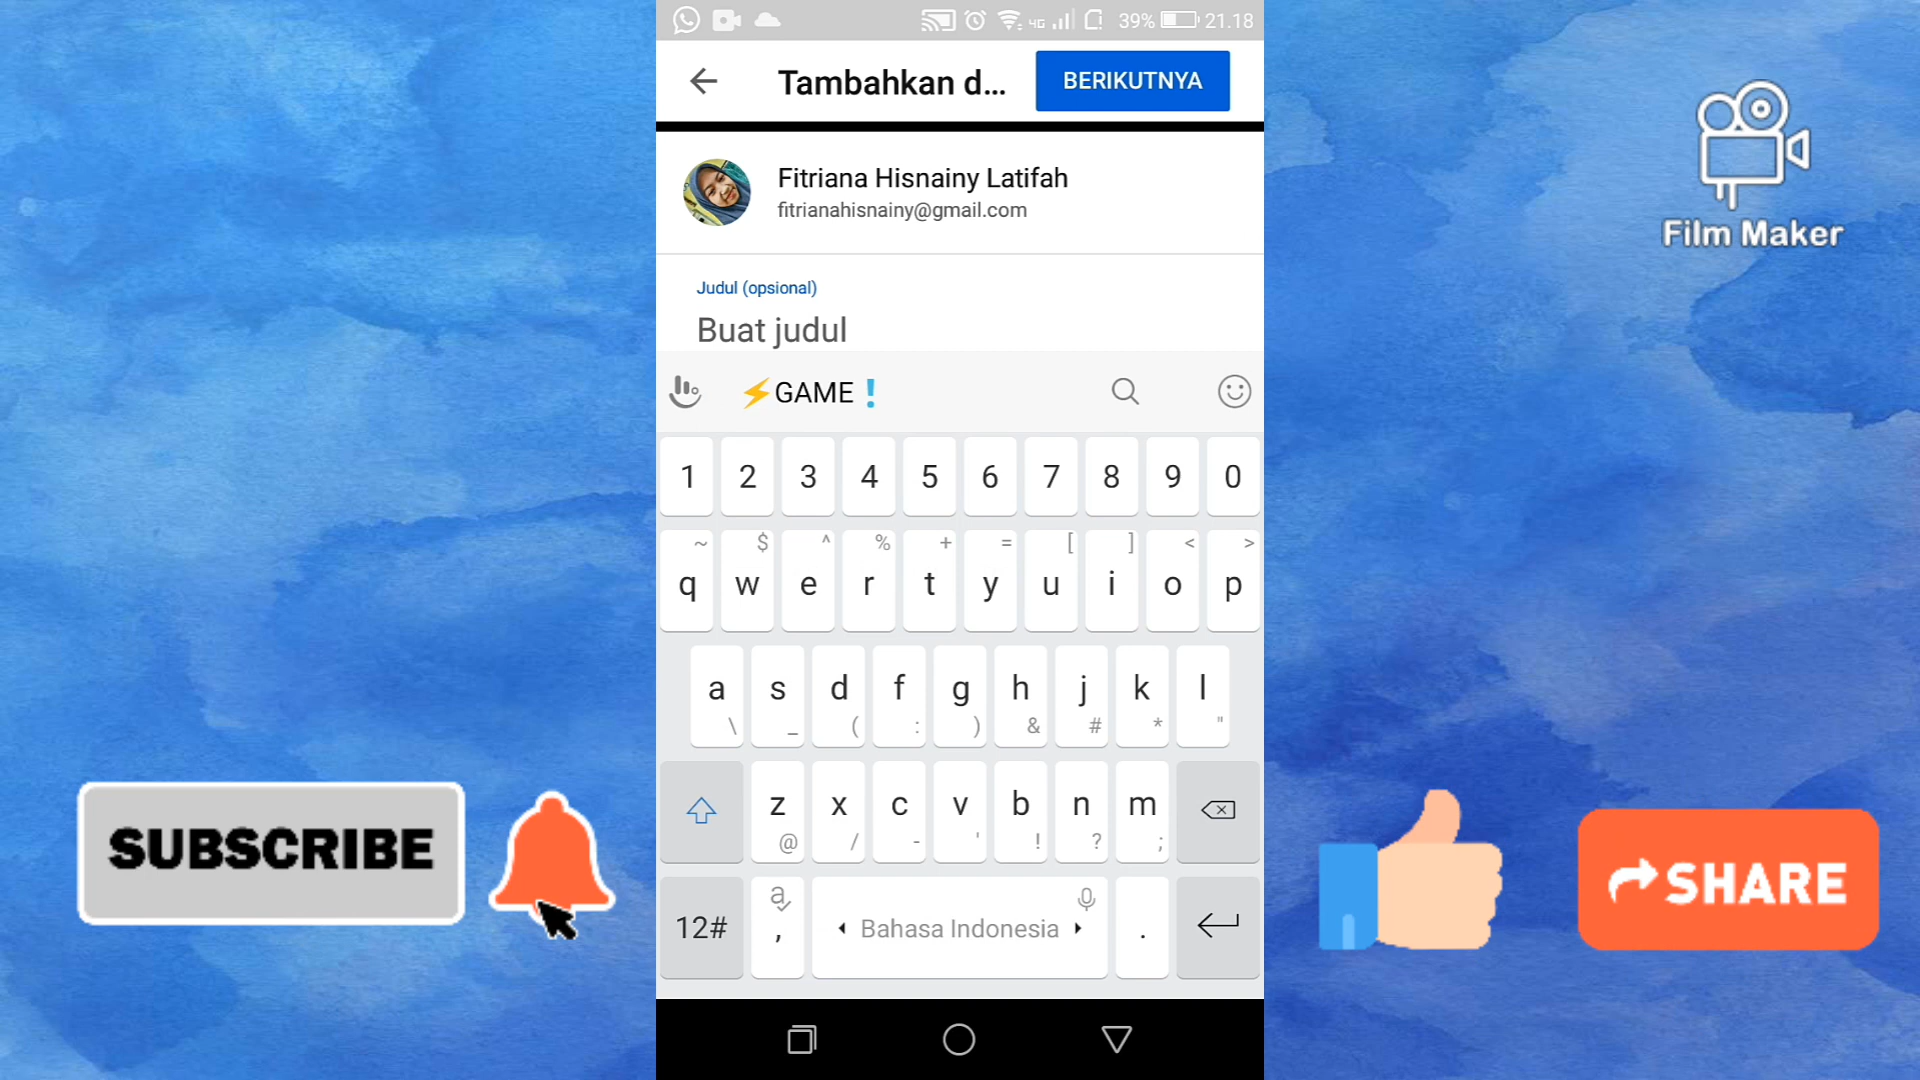 4G 39% 21.18
Tambahkan d... BERIKUTNYA
Film Maker
Fitriana Hisnainy Latifah
fitrianahisnainy@gmail.com
Judul (opsional)
Buat judul
⚡GAME❕
1 2 3 4 5 6 7 8 9 0
~ $ ^ % + = [ ] < >
q w e r t y u i o p
a s d f g h j k l
\ _ ( : ) & # * "
z x c v b n m
@ / - ' ! ? ;
12# , Bahasa Indonesia .
SUBSCRIBE
SHARE